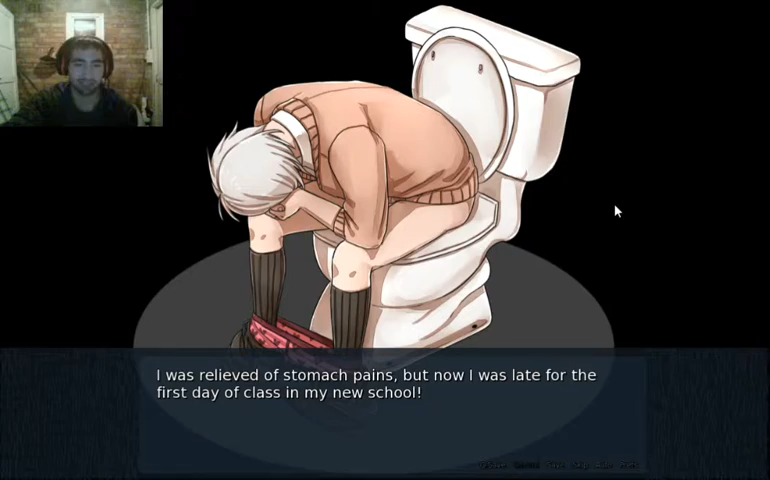 I was relieved of stomach pains, but now I was late for the
first day of class in my new school!